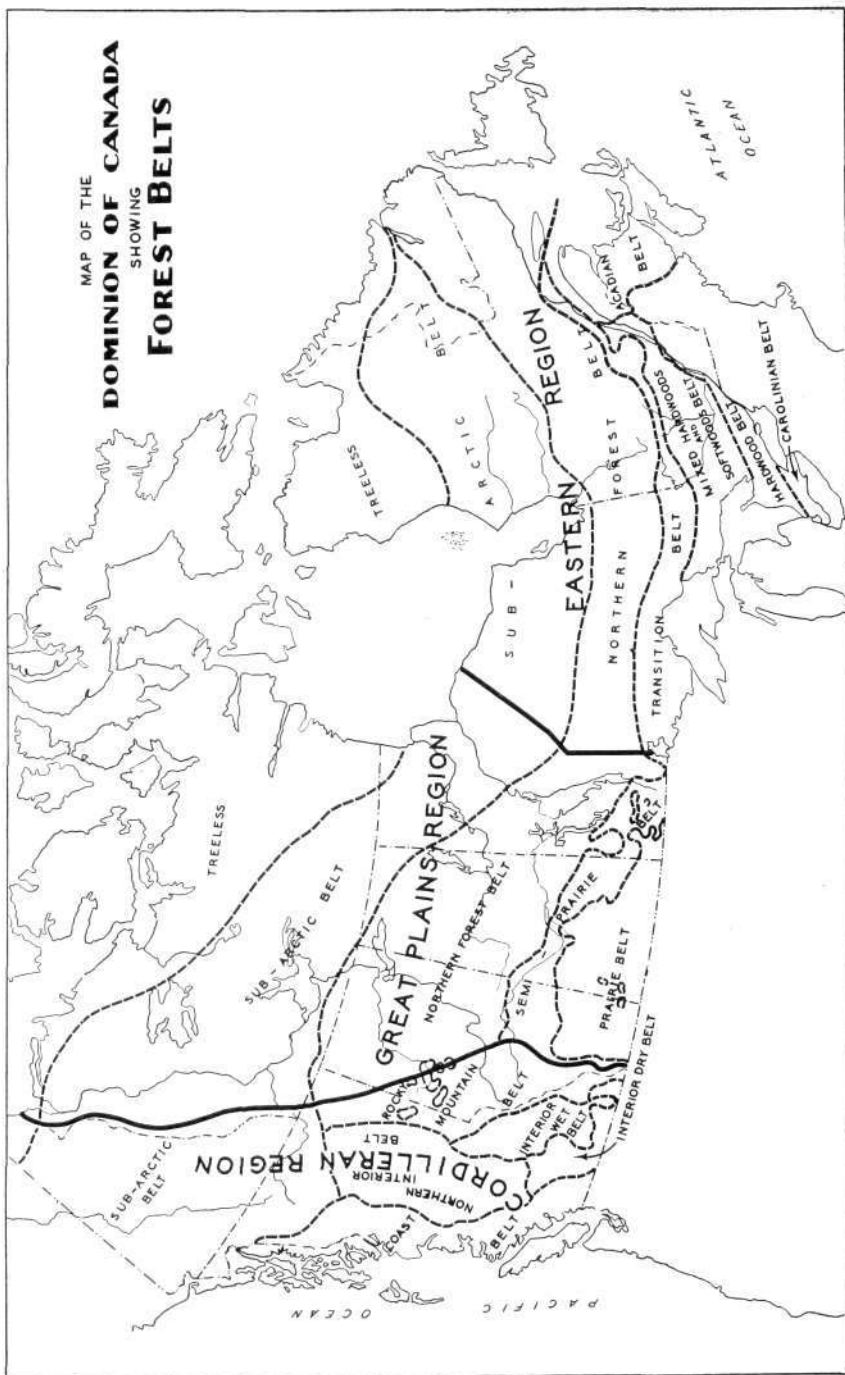 MAP OF THE
DOMINION OF CANADA
SHOWING
FOREST BELTS
TREELESS
TREELESS
SUB-ARCTIC BELT
SUB-ARCTIC
BELT
CORDILLERAN REGION
ROCKY
MOUNTAIN
BELT
NORTHERN
INTERIOR
BELT
COAST
BELT
INTERIOR
WET
BELT
INTERIOR DRY BELT
PACIFIC OCEAN
GREAT PLAINS REGION
NORTHERN FOREST BELT
SEMI PRAIRIE
BELT
PRAIRIE BELT
EASTERN REGION
SUB-ARCTIC BELT
NORTHERN FOREST BELT
TRANSITION BELT
MIXED HARDWOODS
AND
SOFTWOODS BELT
HARDWOOD BELT
CAROLINIAN BELT
ACADIAN
BELT
ATLANTIC
OCEAN